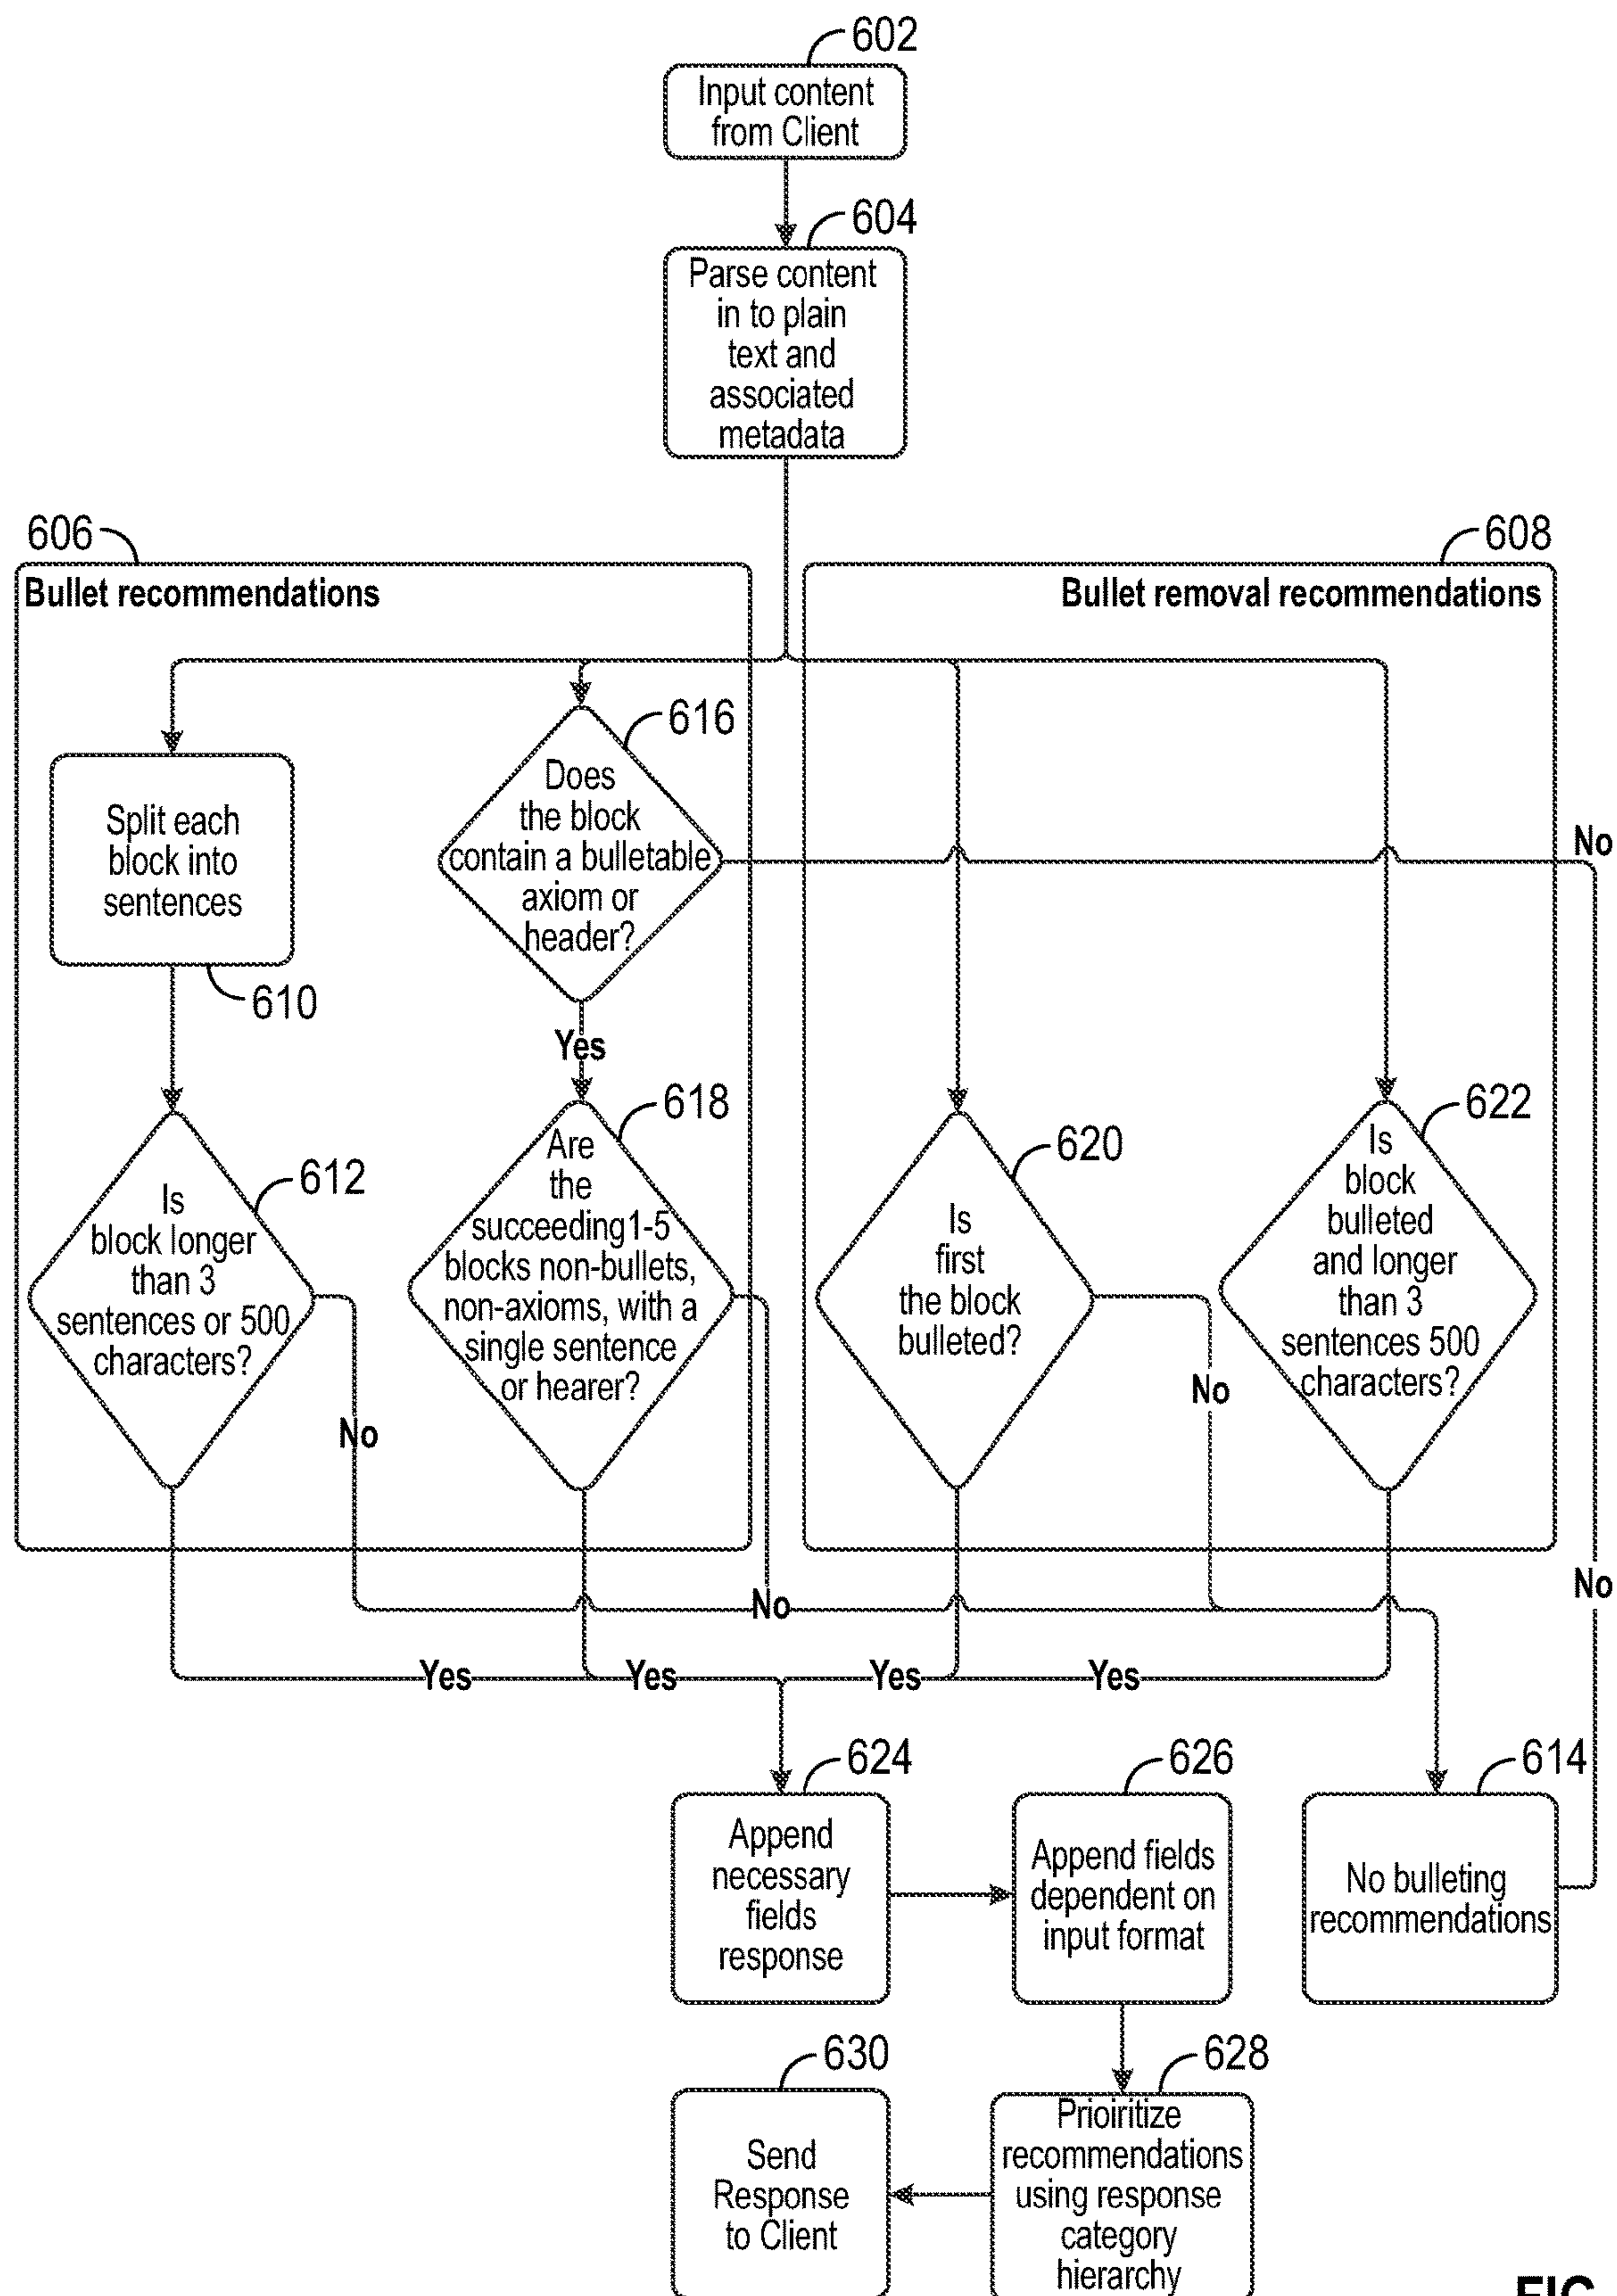 602
Input content
from Client
604
Parse content
in to plain
text and
associated
metadata
606
Bullet recommendations
608
Bullet removal recommendations
Split each
block into
sentences
610
616
Does
the block
contain a bulletable
axiom or
header?
No
Yes
612
Is
block longer
than 3
sentences or 500
characters?
No
618
Are
the
succeeding1-5
blocks non-bullets,
non-axioms, with a
single sentence
or hearer?
No
620
Is
first
the block
bulleted?
No
622
Is
block
bulleted
and longer
than 3
sentences 500
characters?
No
Yes
Yes
Yes
Yes
624
Append
necessary
fields
response
626
Append fields
dependent on
input format
614
No bulleting
recommendations
630
Send
Response
to Client
628
Prioiritize
recommendations
using response
category
hierarchy
FIG